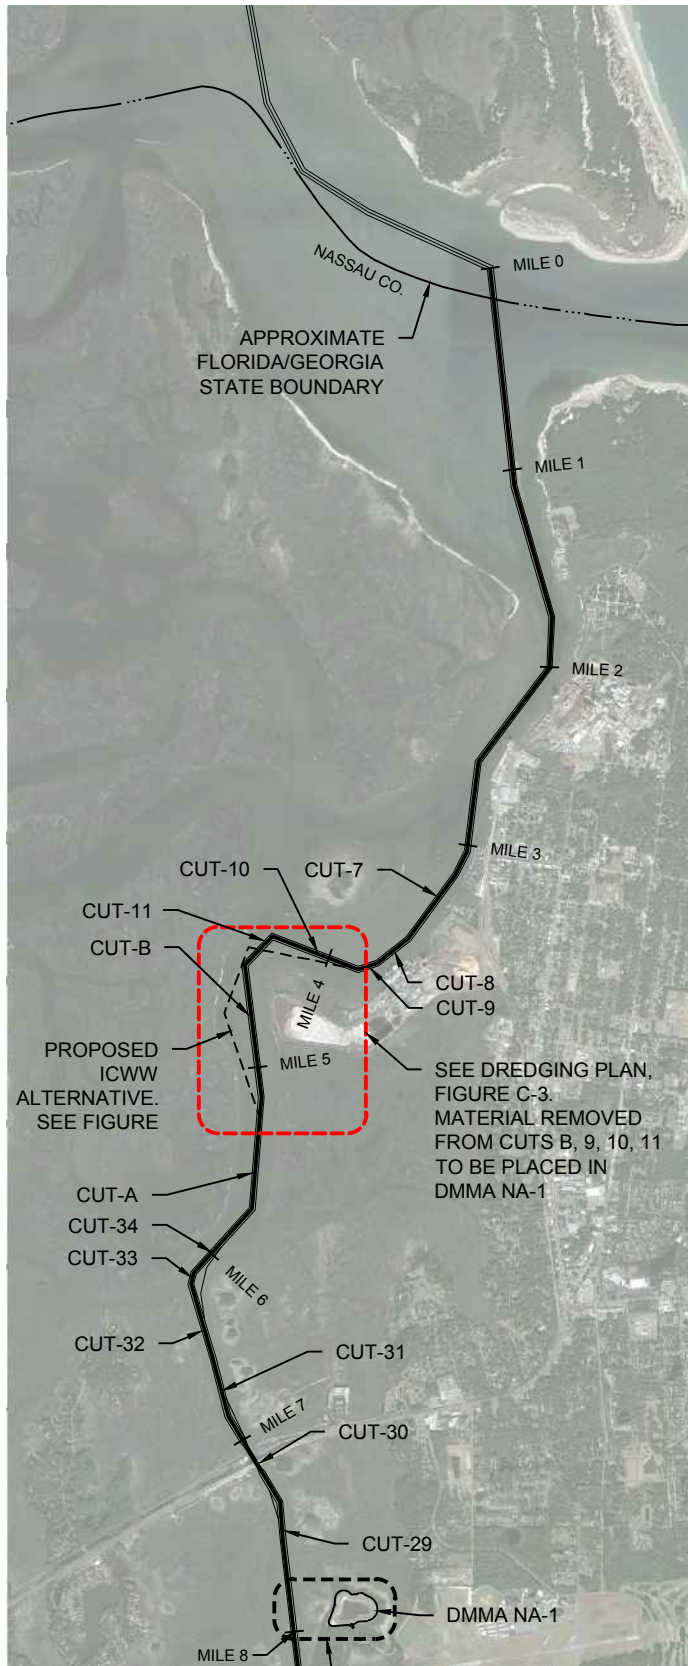 MILE 0
NASSAU CO.
APPROXIMATE
FLORIDA/GEORGIA
STATE BOUNDARY
MILE 1
MILE 2
MILE 3
CUT-7
CUT-10
CUT-11
CUT-B
CUT-8
CUT-9
MILE 4
MILE 5
PROPOSED
ICWW
ALTERNATIVE.
SEE FIGURE
SEE DREDGING PLAN,
FIGURE C-3.
MATERIAL REMOVED
FROM CUTS B, 9, 10, 11
TO BE PLACED IN
DMMA NA-1
CUT-A
CUT-34
CUT-33
MILE 6
CUT-32
CUT-31
MILE 7
CUT-30
CUT-29
DMMA NA-1
MILE 8